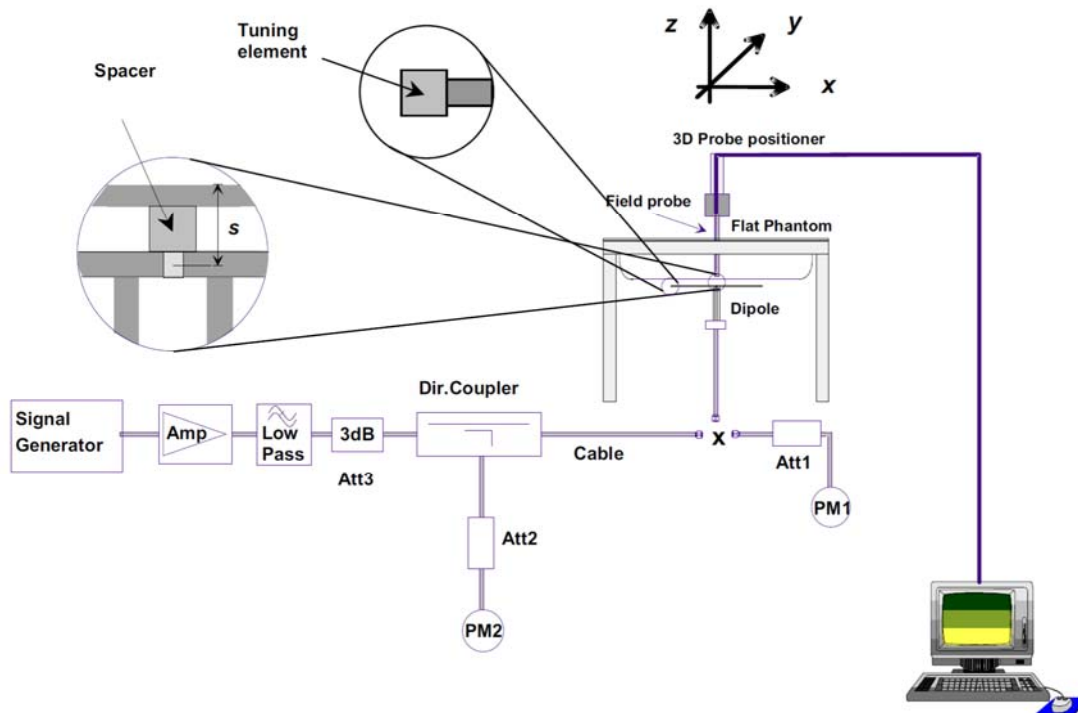 Tuning
element
Spacer
s
z
y
x
3D Probe positioner
Field probe
Flat Phantom
Dipole
Dir.Coupler
Signal
Generator
Amp
Low
Pass
3dB
Att3
Cable
x
Att1
PM1
Att2
PM2